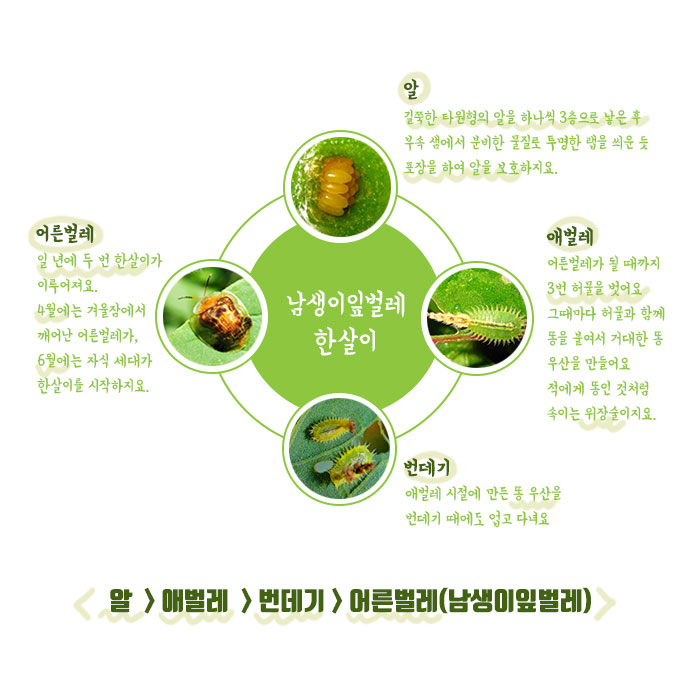 알
길쭉한 타원형의 알을 하나씩 3층으로 낳은 후
부속 샘에서 분비한 물질로 투명한 랩을 씌운 듯
포장을 하여 알을 보호하지요.
어른벌레
일 년에 두 번 한살이가
이루어져요.
4월에는 겨울잠에서
깨어난 어른벌레가,
6월에는 자식 세대가
한살이를 시작하지요.
남생이잎벌레
한살이
애벌레
어른벌레가 될 때까지
3번 허물을 벗어요
그때마다 허물과 함께
똥을 붙여서 거대한 똥
우산을 만들어요
적에게 똥인 것처럼
속이는 위장술이지요.
번데기
애벌레 시절에 만든 똥 우산을
번데기 때에도 업고 다녀요
< 알 > 애벌레 > 번데기 > 어른벌레(남생이잎벌레) >